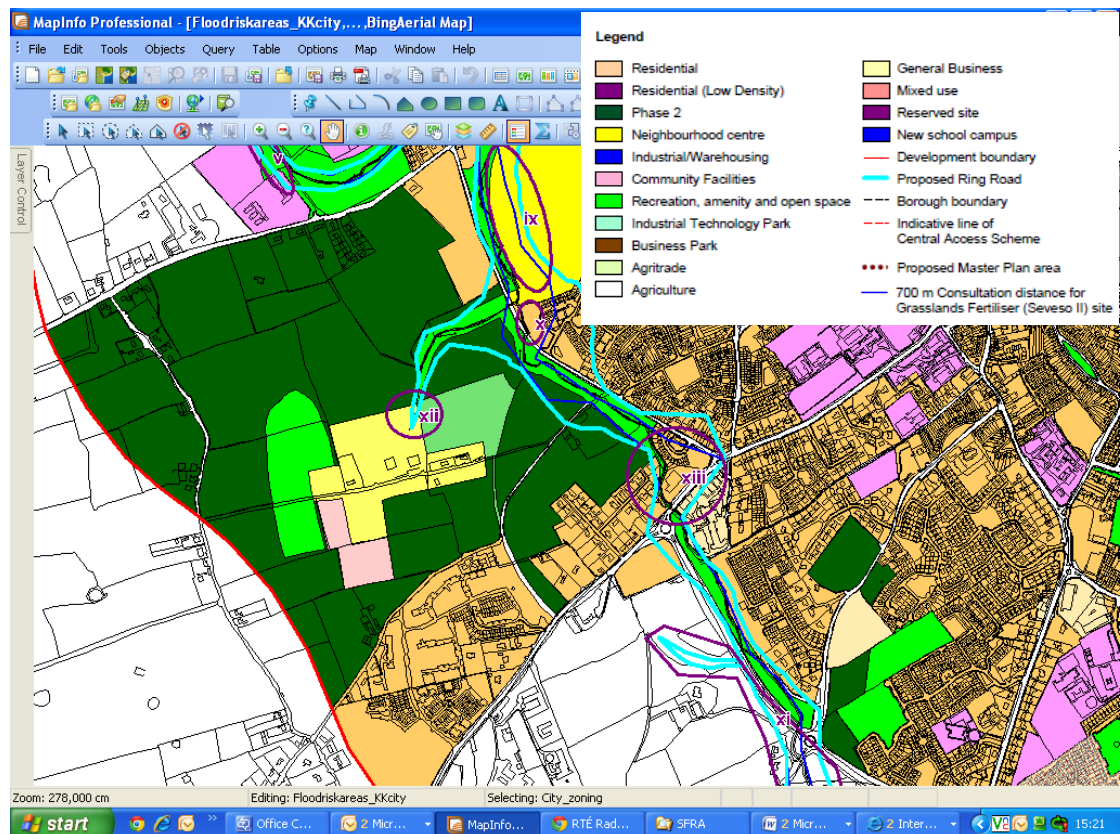 MapInfo Professional - [Floodriskareas_KKcity,...,BingAerial Map]
File Edit Tools Objects Query Table Options Map Window Help
Layer Control
Legend
Residential
Residential (Low Density)
Phase 2
Neighbourhood centre
Industrial/Warehousing
Community Facilities
Recreation, amenity and open space
Industrial Technology Park
Business Park
Agritrade
Agriculture
General Business
Mixed use
Reserved site
New school campus
Development boundary
Proposed Ring Road
Borough boundary
Indicative line of
Central Access Scheme
Proposed Master Plan area
700 m Consultation distance for
Grasslands Fertiliser (Seveso II) site
v
ix
x
xii
xiii
xi
Zoom: 278,000 cm Editing: Floodriskareas_KKcity Selecting: City_zoning
start Office C... 2 Micr... MapInfo... RTÉ Rad... SFRA 2 Micr... 2 Inter... 15:21